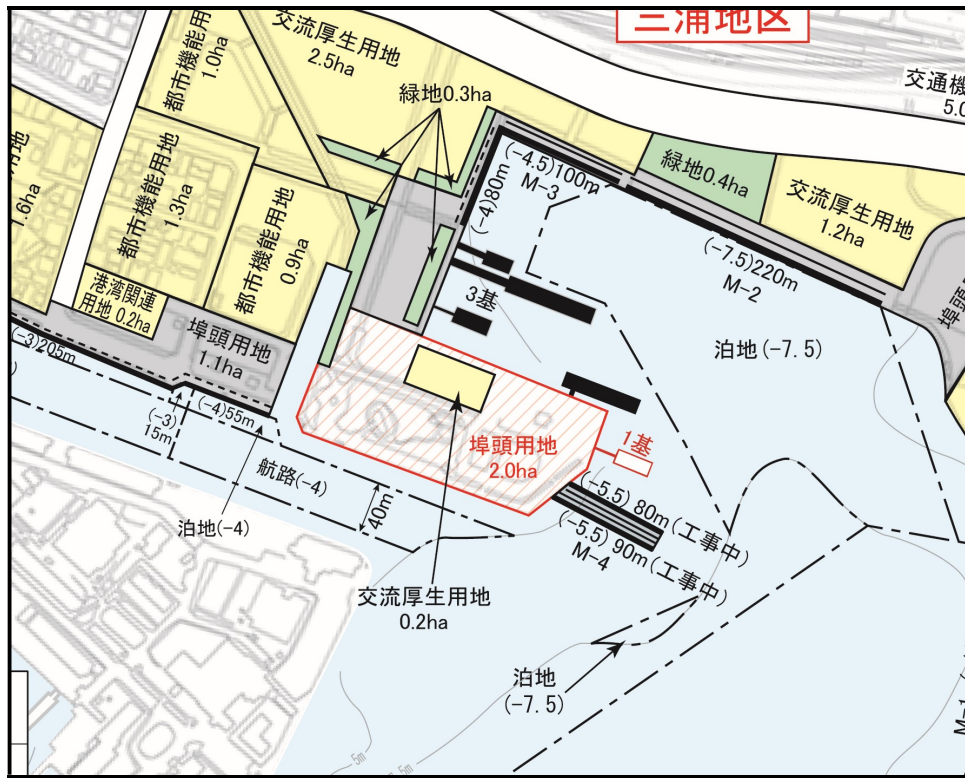 三浦地区
交流厚生用地
2.5ha
都市機能用地
1.0ha
緑地0.3ha
交通機
5.0
緑地0.4ha
交流厚生用地
1.2ha
(-4.5)100m
M-3
(-4)80m
(-7.5)220m
M-2
1.6ha
都市機能用地
1.3ha
都市機能用地
0.9ha
港湾関連
用地 0.2ha
埠頭用地
1.1ha
3基
泊地(-7.5)
埠頭
(-3)205m
(-3)
15m
(-4)55m
航路(-4)
泊地(-4)
40m
埠頭用地
2.0ha
1基
(-5.5) 80m(工事中)
(-5.5) 90m(工事中)
M-4
交流厚生用地
0.2ha
泊地
(-7.5)
M-1
5m
5m